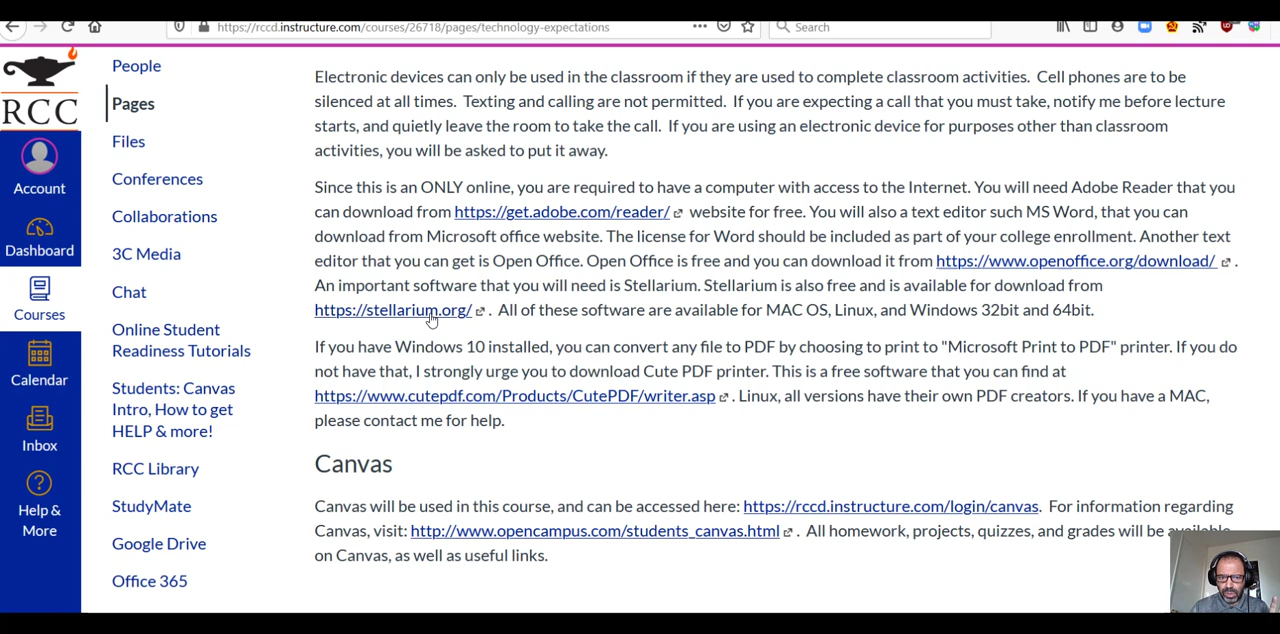 https://rccd.instructure.com/courses/26718/pages/technology-expectations
Search
RCC
Account
Dashboard
Courses
Calendar
Inbox
Help &
More
People
Pages
Files
Conferences
Collaborations
3C Media
Chat
Online Student
Readiness Tutorials
Students: Canvas
Intro, How to get
HELP & more!
RCC Library
StudyMate
Google Drive
Office 365
Electronic devices can only be used in the classroom if they are used to complete classroom activities. Cell phones are to be
silenced at all times. Texting and calling are not permitted. If you are expecting a call that you must take, notify me before lecture
starts, and quietly leave the room to take the call. If you are using an electronic device for purposes other than classroom
activities, you will be asked to put it away.
Since this is an ONLY online, you are required to have a computer with access to the Internet. You will need Adobe Reader that you
can download from https://get.adobe.com/reader/ website for free. You will also a text editor such MS Word, that you can
download from Microsoft office website. The license for Word should be included as part of your college enrollment. Another text
editor that you can get is Open Office. Open Office is free and you can download it from https://www.openoffice.org/download/ .
An important software that you will need is Stellarium. Stellarium is also free and is available for download from
https://stellarium.org/ . All of these software are available for MAC OS, Linux, and Windows 32bit and 64bit.
If you have Windows 10 installed, you can convert any file to PDF by choosing to print to "Microsoft Print to PDF" printer. If you do
not have that, I strongly urge you to download Cute PDF printer. This is a free software that you can find at
https://www.cutepdf.com/Products/CutePDF/writer.asp . Linux, all versions have their own PDF creators. If you have a MAC,
please contact me for help.
Canvas
Canvas will be used in this course, and can be accessed here: https://rccd.instructure.com/login/canvas. For information regarding
Canvas, visit: http://www.opencampus.com/students_canvas.html . All homework, projects, quizzes, and grades will be available
on Canvas, as well as useful links.